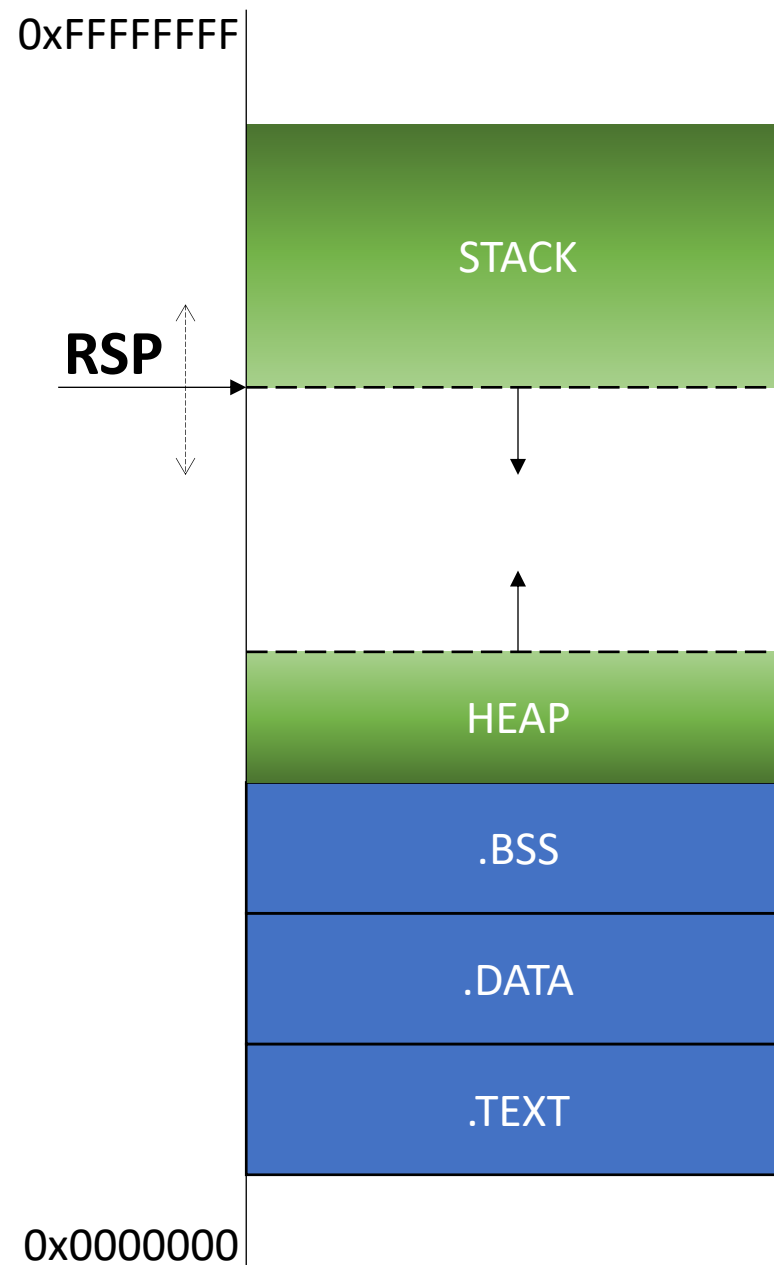 0xFFFFFFFF
STACK
RSP
HEAP
.BSS
.DATA
.TEXT
0x0000000